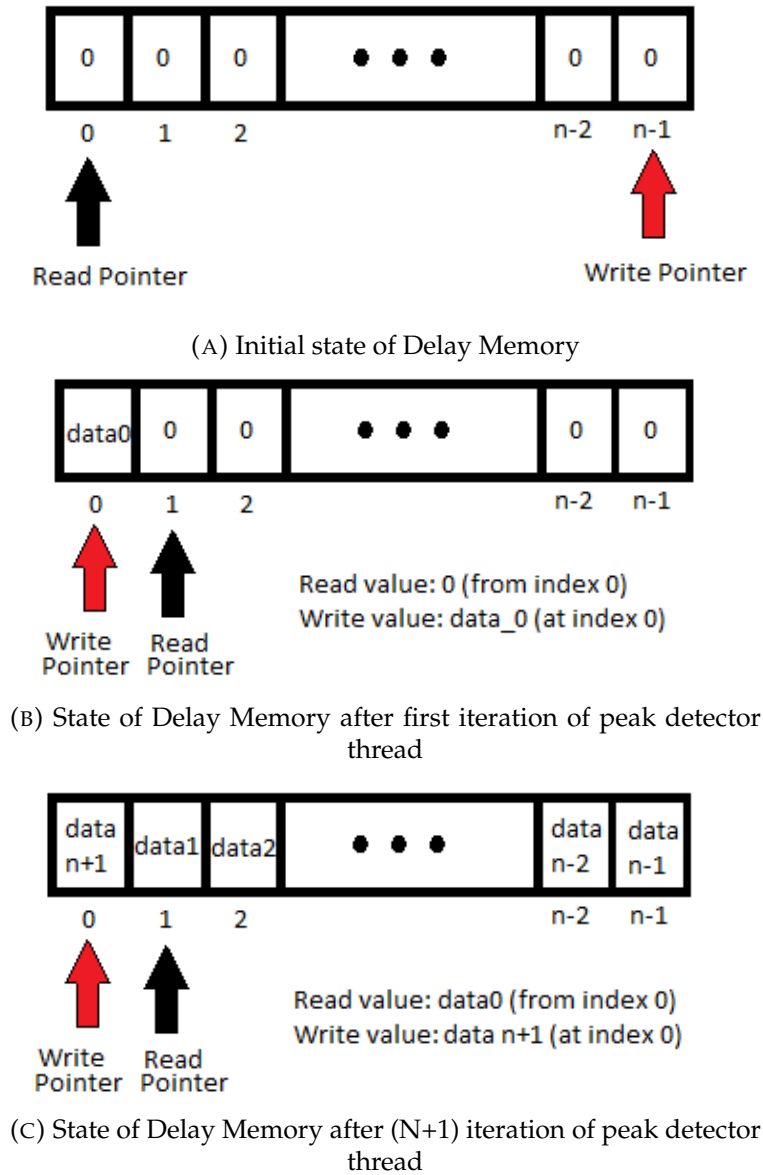 0 0 0 ● ● ● 0 0
0 1 2 n-2 n-1
Read Pointer Write Pointer
(A) Initial state of Delay Memory
data0 0 0 ● ● ● 0 0
0 1 2 n-2 n-1
Read value: 0 (from index 0)
Write value: data_0 (at index 0)
Write Read
Pointer Pointer
(B) State of Delay Memory after first iteration of peak detector
thread
data data1 data2 ● ● ● data data
n+1 n-2 n-1
0 1 2 n-2 n-1
Read value: data0 (from index 0)
Write value: data n+1 (at index 0)
Write Read
Pointer Pointer
(C) State of Delay Memory after (N+1) iteration of peak detector
thread